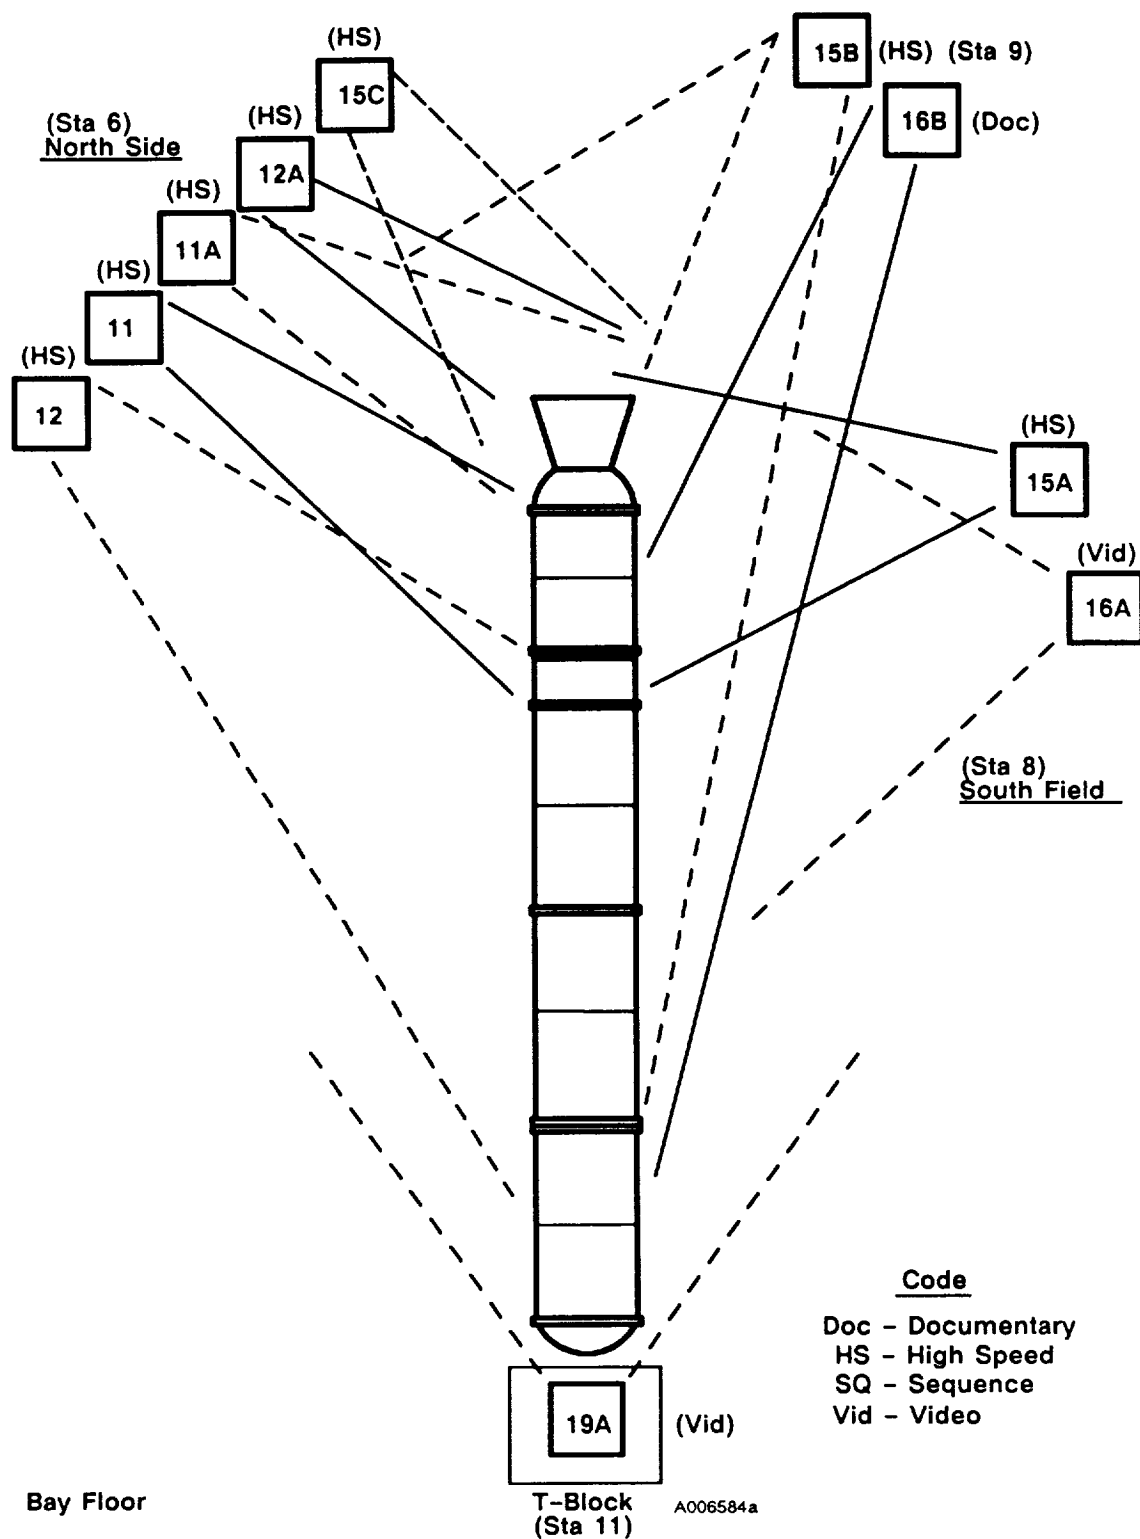 (HS)
15C
15B (HS) (Sta 9)
16B (Doc)
(Sta 6)
North Side
(HS)
12A
(HS)
11A
(HS)
11
(HS)
12
(HS)
15A
(Vid)
16A
(Sta 8)
South Field
Code
Doc - Documentary
HS - High Speed
SQ - Sequence
Vid - Video
19A (Vid)
Bay Floor
T-Block
(Sta 11)
A006584a